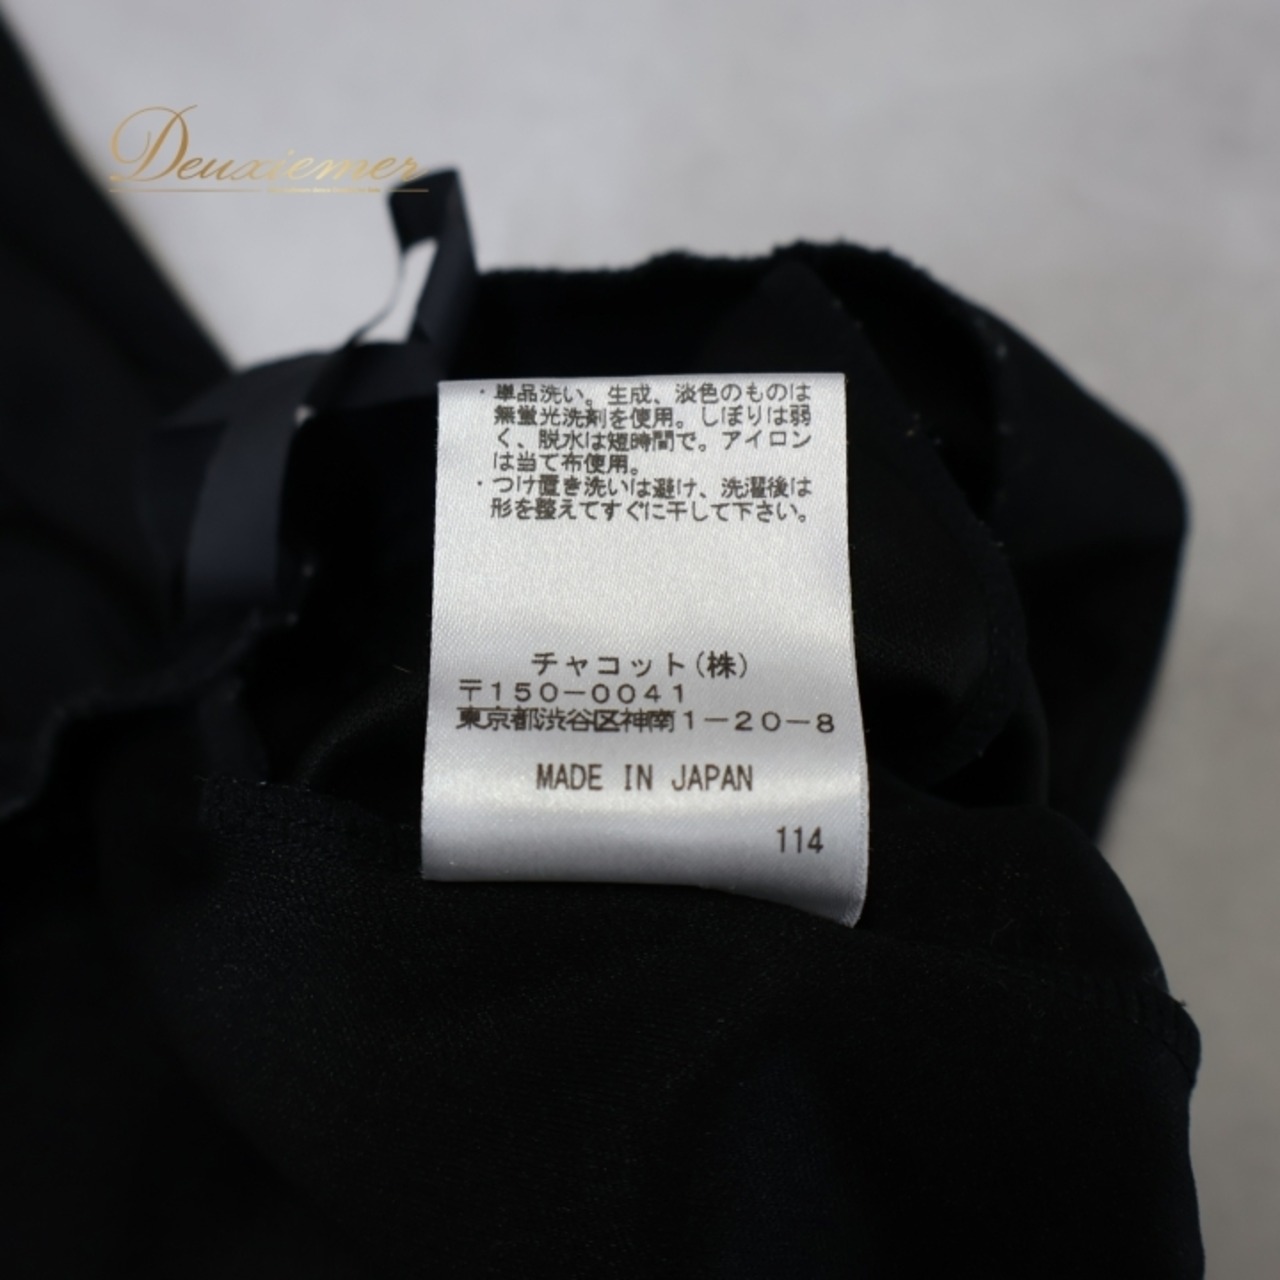 Deuxiemer
・単品洗い。生成、淡色のものは
無蛍光洗剤を使用。しぼりは弱
く、脱水は短時間で。アイロン
は当て布使用。
・つけ置き洗いは避け、洗濯後は
形を整えてすぐに干して下さい。
チャコット(株)
〒150-0041
東京都渋谷区神南1-20-8
MADE IN JAPAN
114